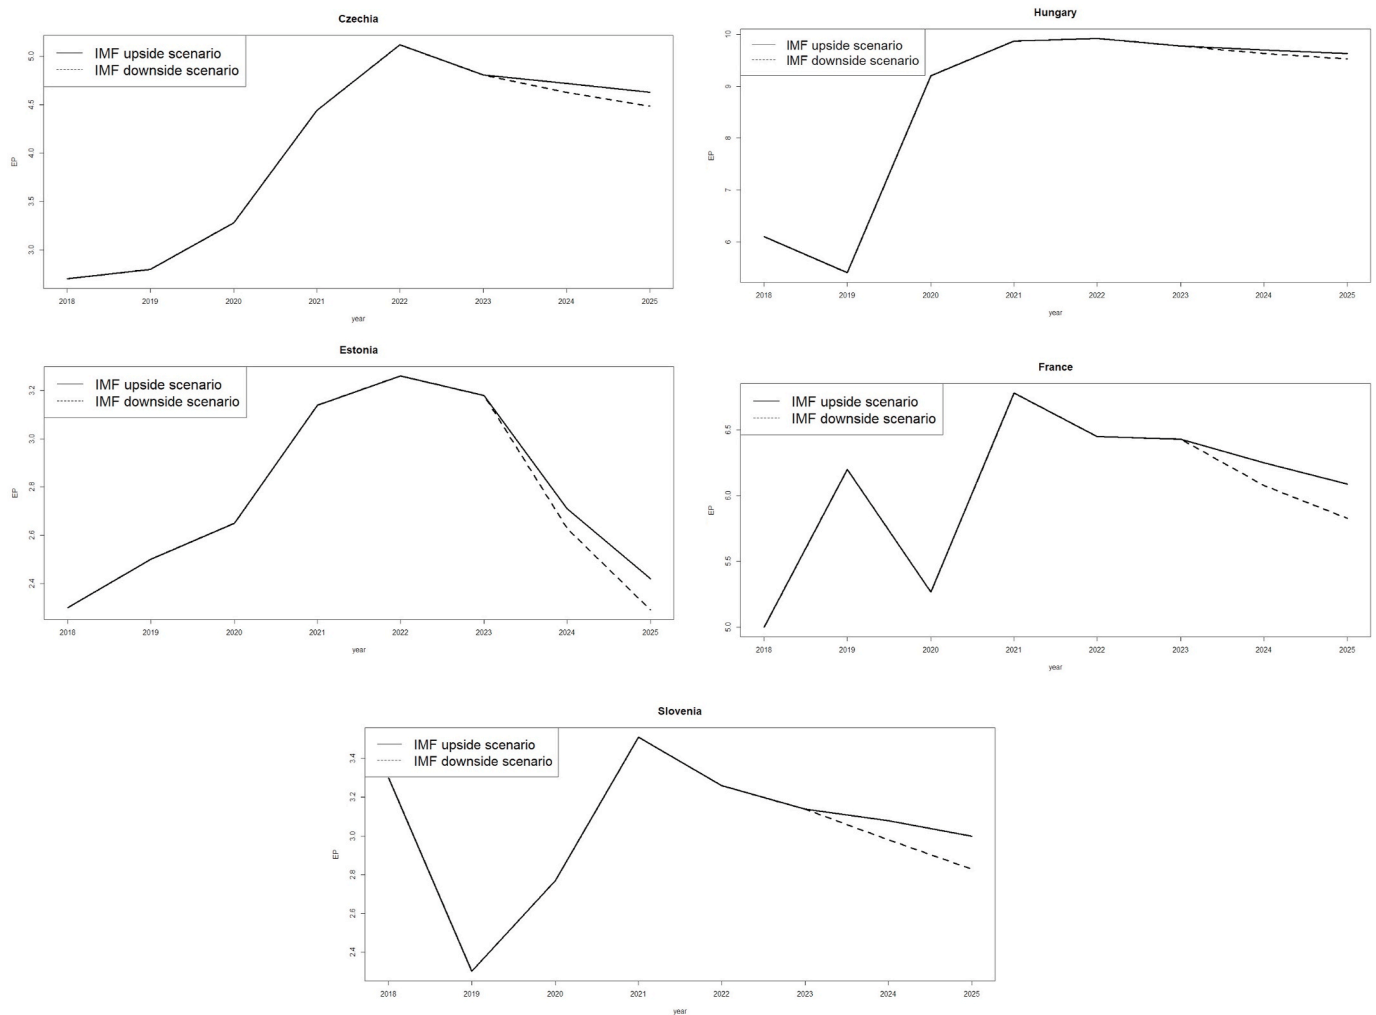 Czechia
IMF upside scenario
IMF downside scenario
5.0
4.5
4.0
3.5
3.0
EP
2018 2019 2020 2021 2022 2023 2024 2025
year
Hungary
IMF upside scenario
IMF downside scenario
10
9
8
7
6
EP
2018 2019 2020 2021 2022 2023 2024 2025
year
Estonia
IMF upside scenario
IMF downside scenario
3.2
3.0
2.8
2.6
2.4
EP
2018 2019 2020 2021 2022 2023 2024 2025
year
France
IMF upside scenario
IMF downside scenario
6.5
6.0
5.5
5.0
EP
2018 2019 2020 2021 2022 2023 2024 2025
year
Slovenia
IMF upside scenario
IMF downside scenario
3.4
3.2
3.0
2.8
2.6
2.4
EP
2018 2019 2020 2021 2022 2023 2024 2025
year